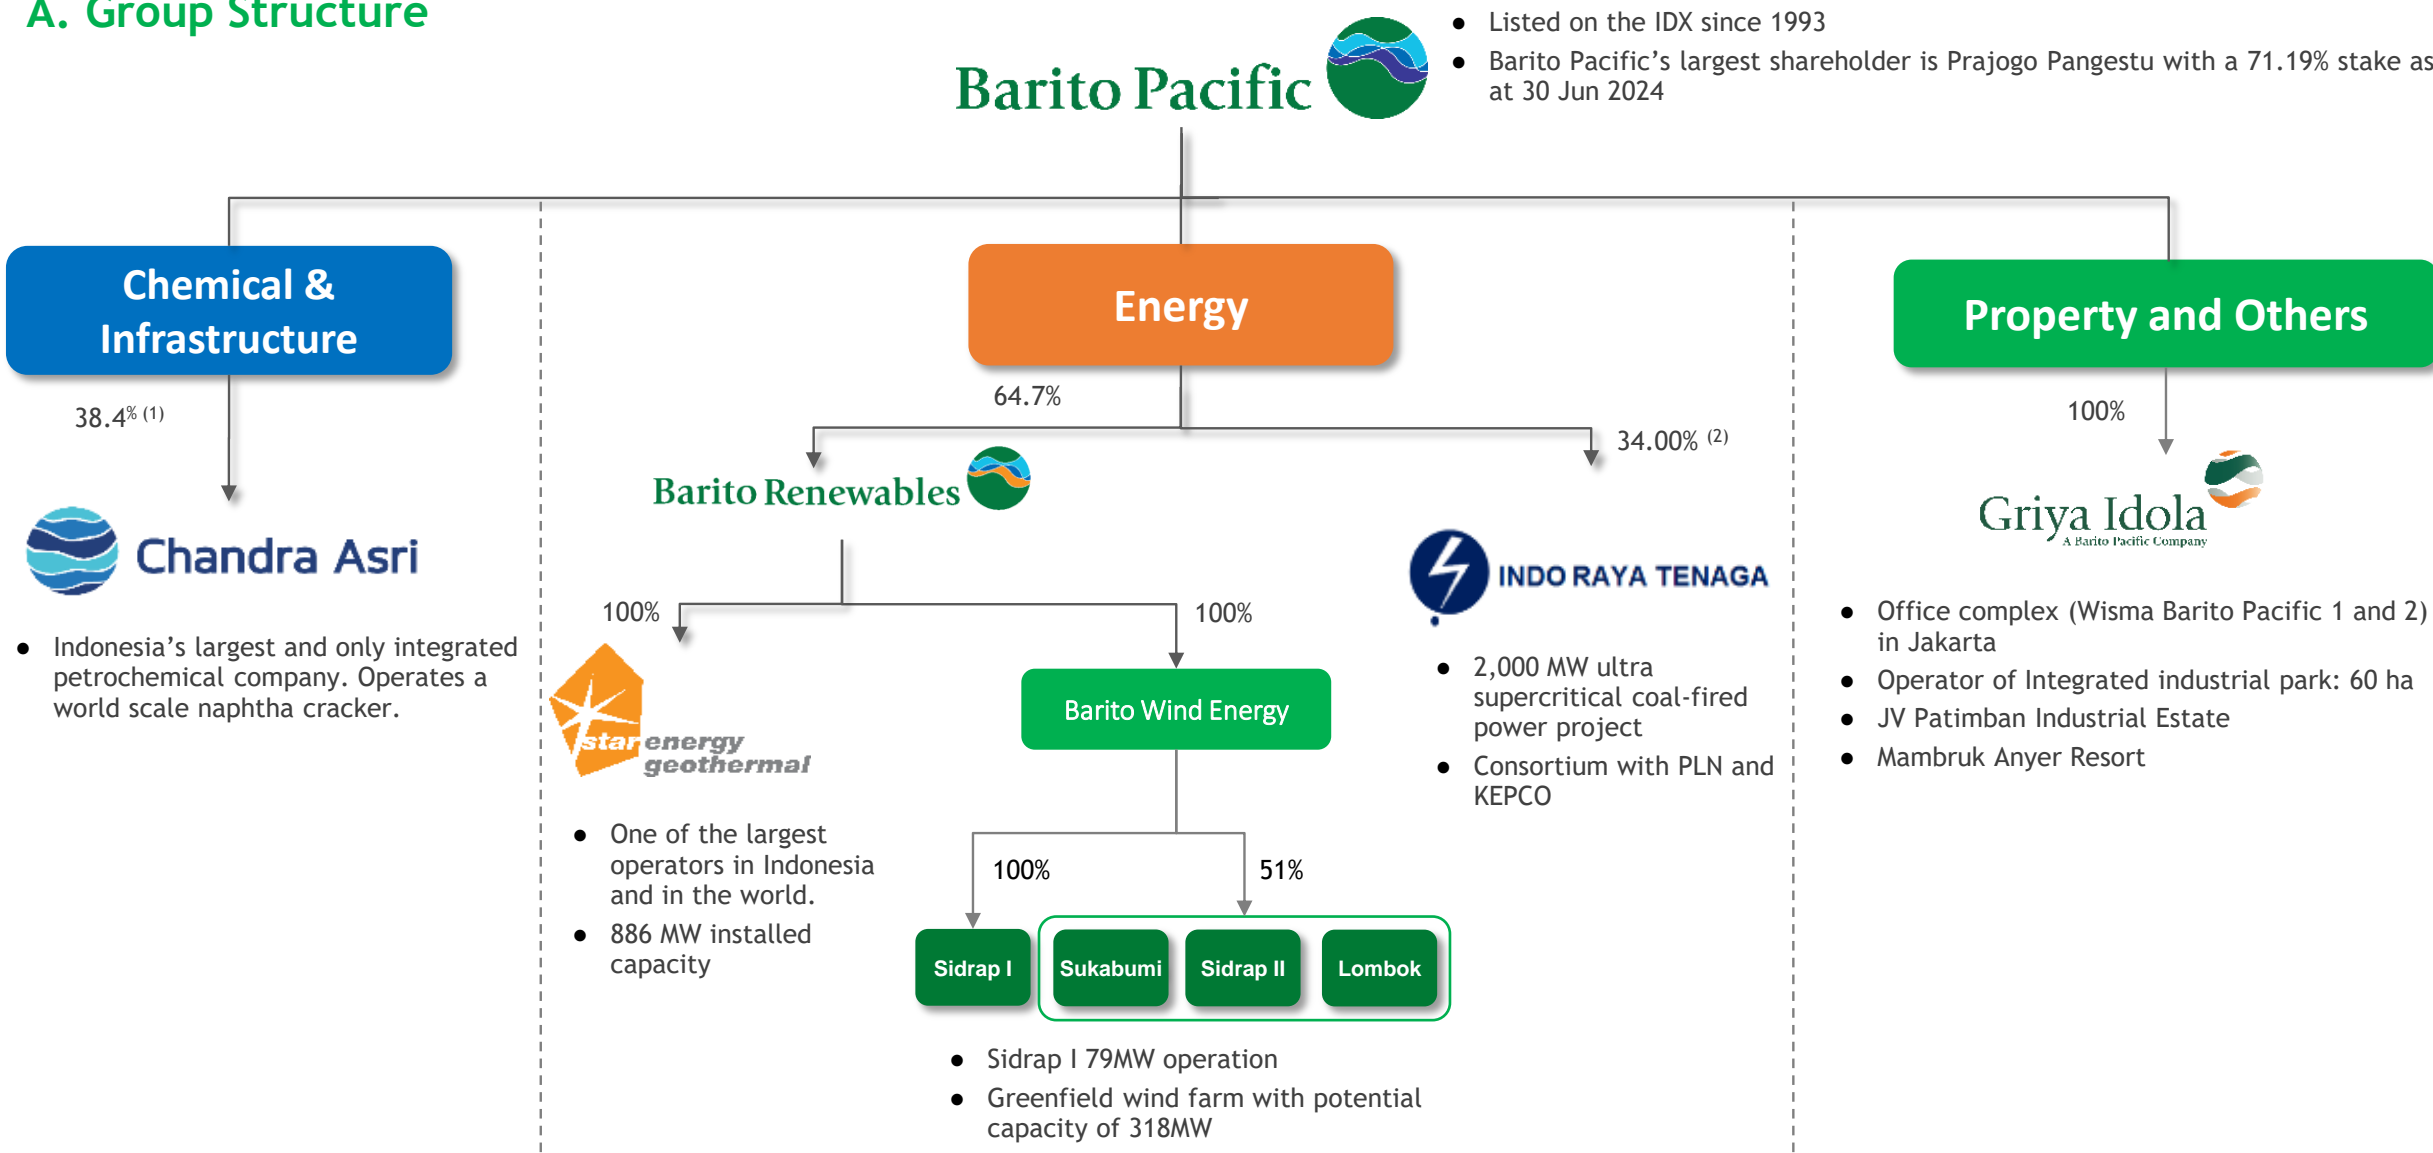 A. Group Structure
Barito Pacific
● Listed on the IDX since 1993
● Barito Pacific's largest shareholder is Prajogo Pangestu with a 71.19% stake as
at 30 Jun 2024
Chemical &
Infrastructure
Energy
Property and Others
38.4% (1)
64.7%
34.00% (2)
100%
Chandra Asri
● Indonesia's largest and only integrated
petrochemical company. Operates a
world scale naphtha cracker.
Barito Renewables
100%
100%
star energy
geothermal
● One of the largest
operators in Indonesia
and in the world.
● 886 MW installed
capacity
Barito Wind Energy
100%
51%
Sidrap I
Sukabumi
Sidrap II
Lombok
● Sidrap I 79MW operation
● Greenfield wind farm with potential
capacity of 318MW
INDO RAYA TENAGA
● 2,000 MW ultra
supercritical coal-fired
power project
● Consortium with PLN and
KEPCO
Griya Idola
A Barito Pacific Company
● Office complex (Wisma Barito Pacific 1 and 2)
in Jakarta
● Operator of Integrated industrial park: 60 ha
● JV Patimban Industrial Estate
● Mambruk Anyer Resort